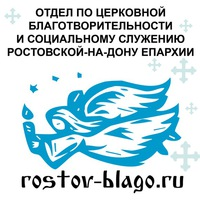 ОТДЕЛ ПО ЦЕРКОВНОЙ
БЛАГОТВОРИТЕЛЬНОСТИ
И СОЦИАЛЬНОМУ СЛУЖЕНИЮ
РОСТОВСКОЙ-НА-ДОНУ ЕПАРХИИ
rostov-blago.ru